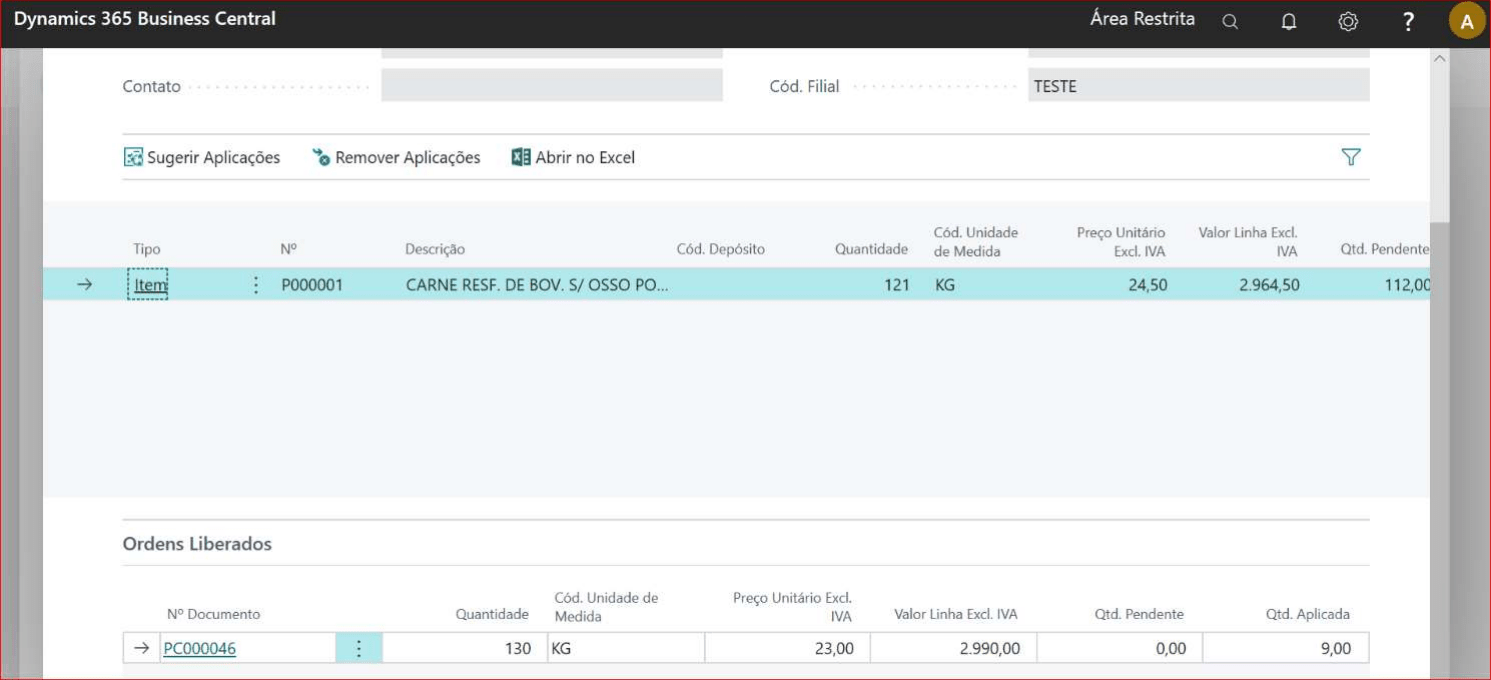 Dynamics 365 Business Central
Área Restrita
?
A
Contato
Cód. Filial
TESTE
Sugerir Aplicações
Remover Aplicações
Abrir no Excel
Tipo
Nº
Descrição
Cód. Depósito
Quantidade
Cód. Unidade
de Medida
Preço Unitário
Excl. IVA
Valor Linha Excl.
IVA
Qtd. Pendente
Item
P000001
CARNE RESF. DE BOV. S/ OSSO PO...
121
KG
24,50
2.964,50
112,00
Ordens Liberados
Nº Documento
Quantidade
Cód. Unidade de
Medida
Preço Unitário Excl.
IVA
Valor Linha Excl. IVA
Qtd. Pendente
Qtd. Aplicada
PC000046
130
KG
23,00
2.990,00
0,00
9,00